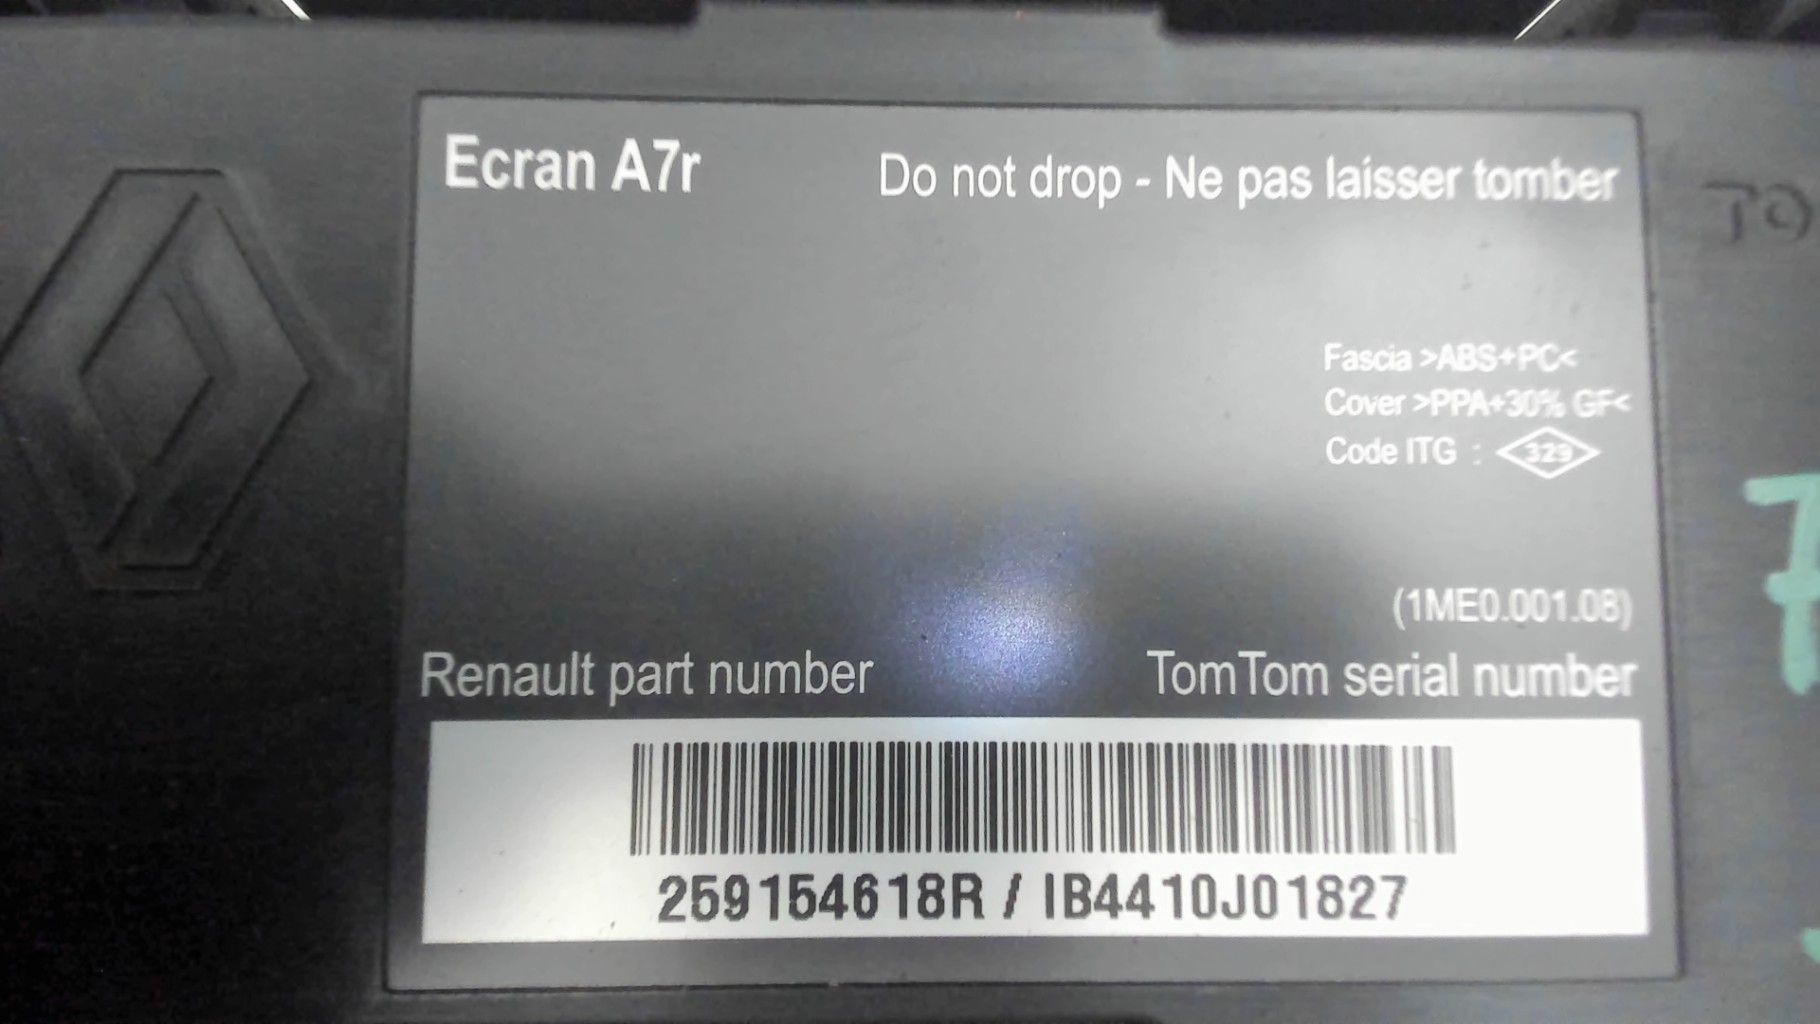 Ecran A7r
Do not drop - Ne pas laisser tomber
Fascia >ABS+PC<
Cover >PPA+30% GF<
Code ITG : 329
(1ME0.001.08)
Renault part number
TomTom serial number
259154618R / IB4410J01827